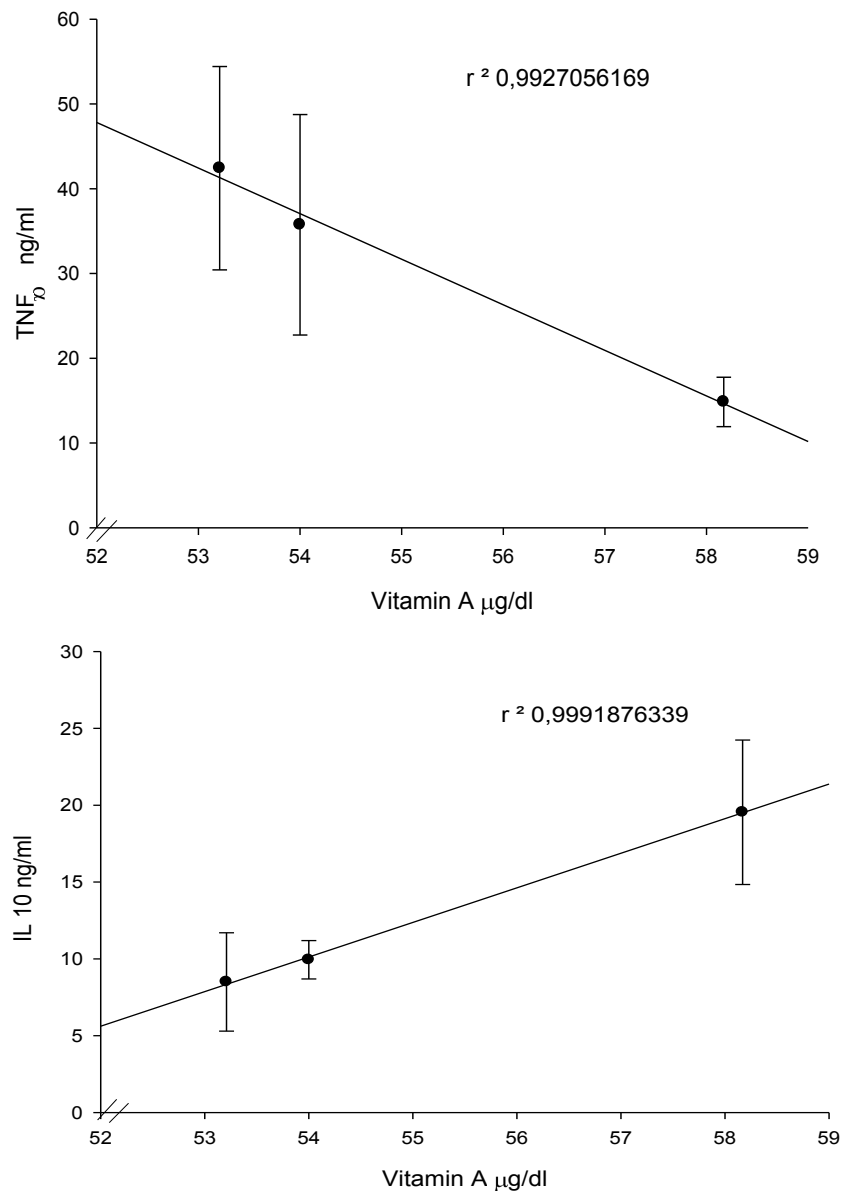 60
r ² 0,9927056169
50
40
30
20
10
0
TNFα ng/ml
52 53 54 55 56 57 58 59
Vitamin A μg/dl
30
r ² 0,9991876339
25
20
15
10
5
0
IL 10 ng/ml
52 53 54 55 56 57 58 59
Vitamin A μg/dl